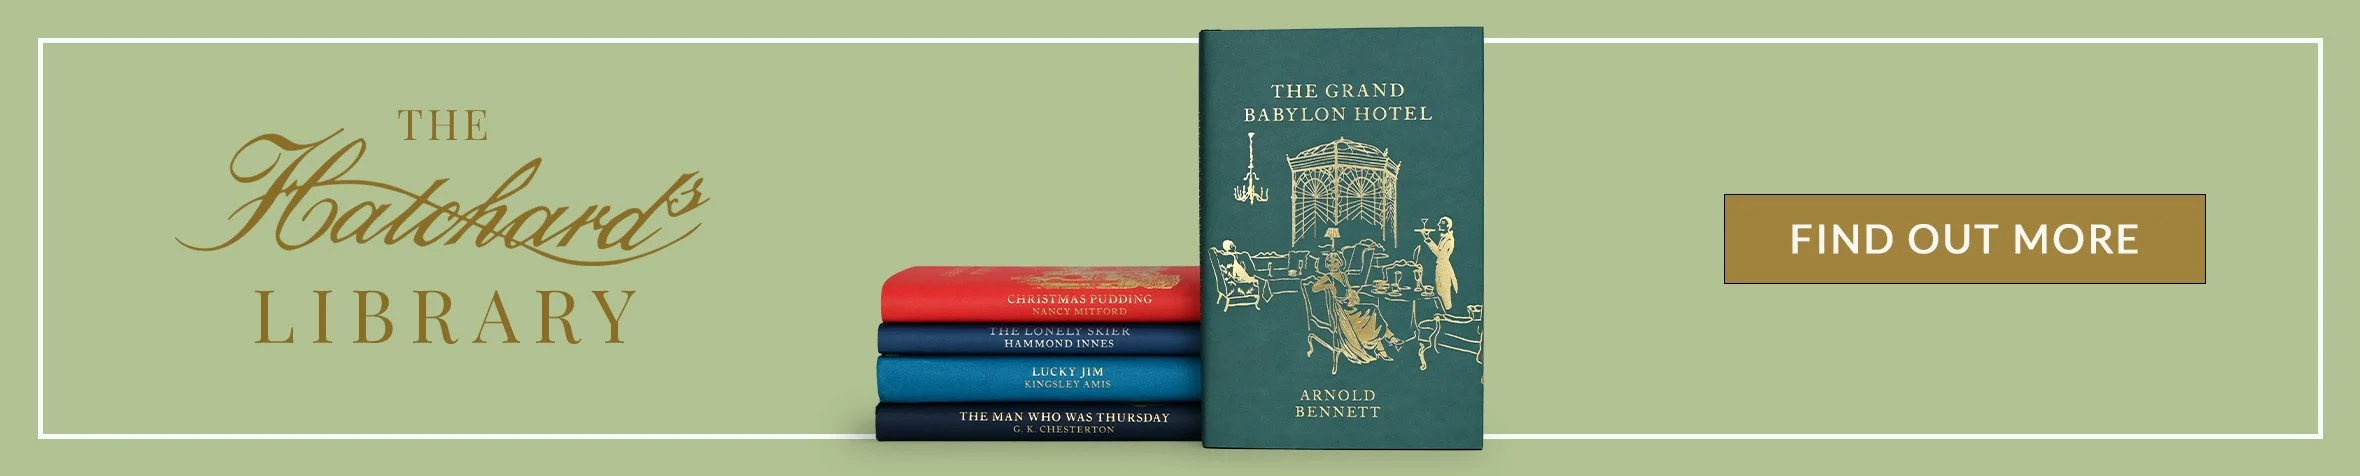 THE
Hatchards
LIBRARY
CHRISTMAS PUDDING
NANCY MITFORD
THE LONELY SKIER
HAMMOND INNES
LUCKY JIM
KINGSLEY AMIS
THE MAN WHO WAS THURSDAY
G. K. CHESTERTON
THE GRAND
BABYLON HOTEL
ARNOLD
BENNETT
FIND OUT MORE